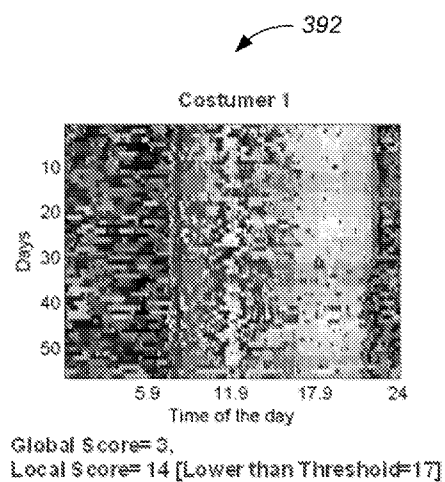 392
Costumer 1
10
20
30
40
50
Days
5.9 11.9 17.9 24
Time of the day
Global Score= 3,
Local Score= 14 [Lower than Threshold=17]